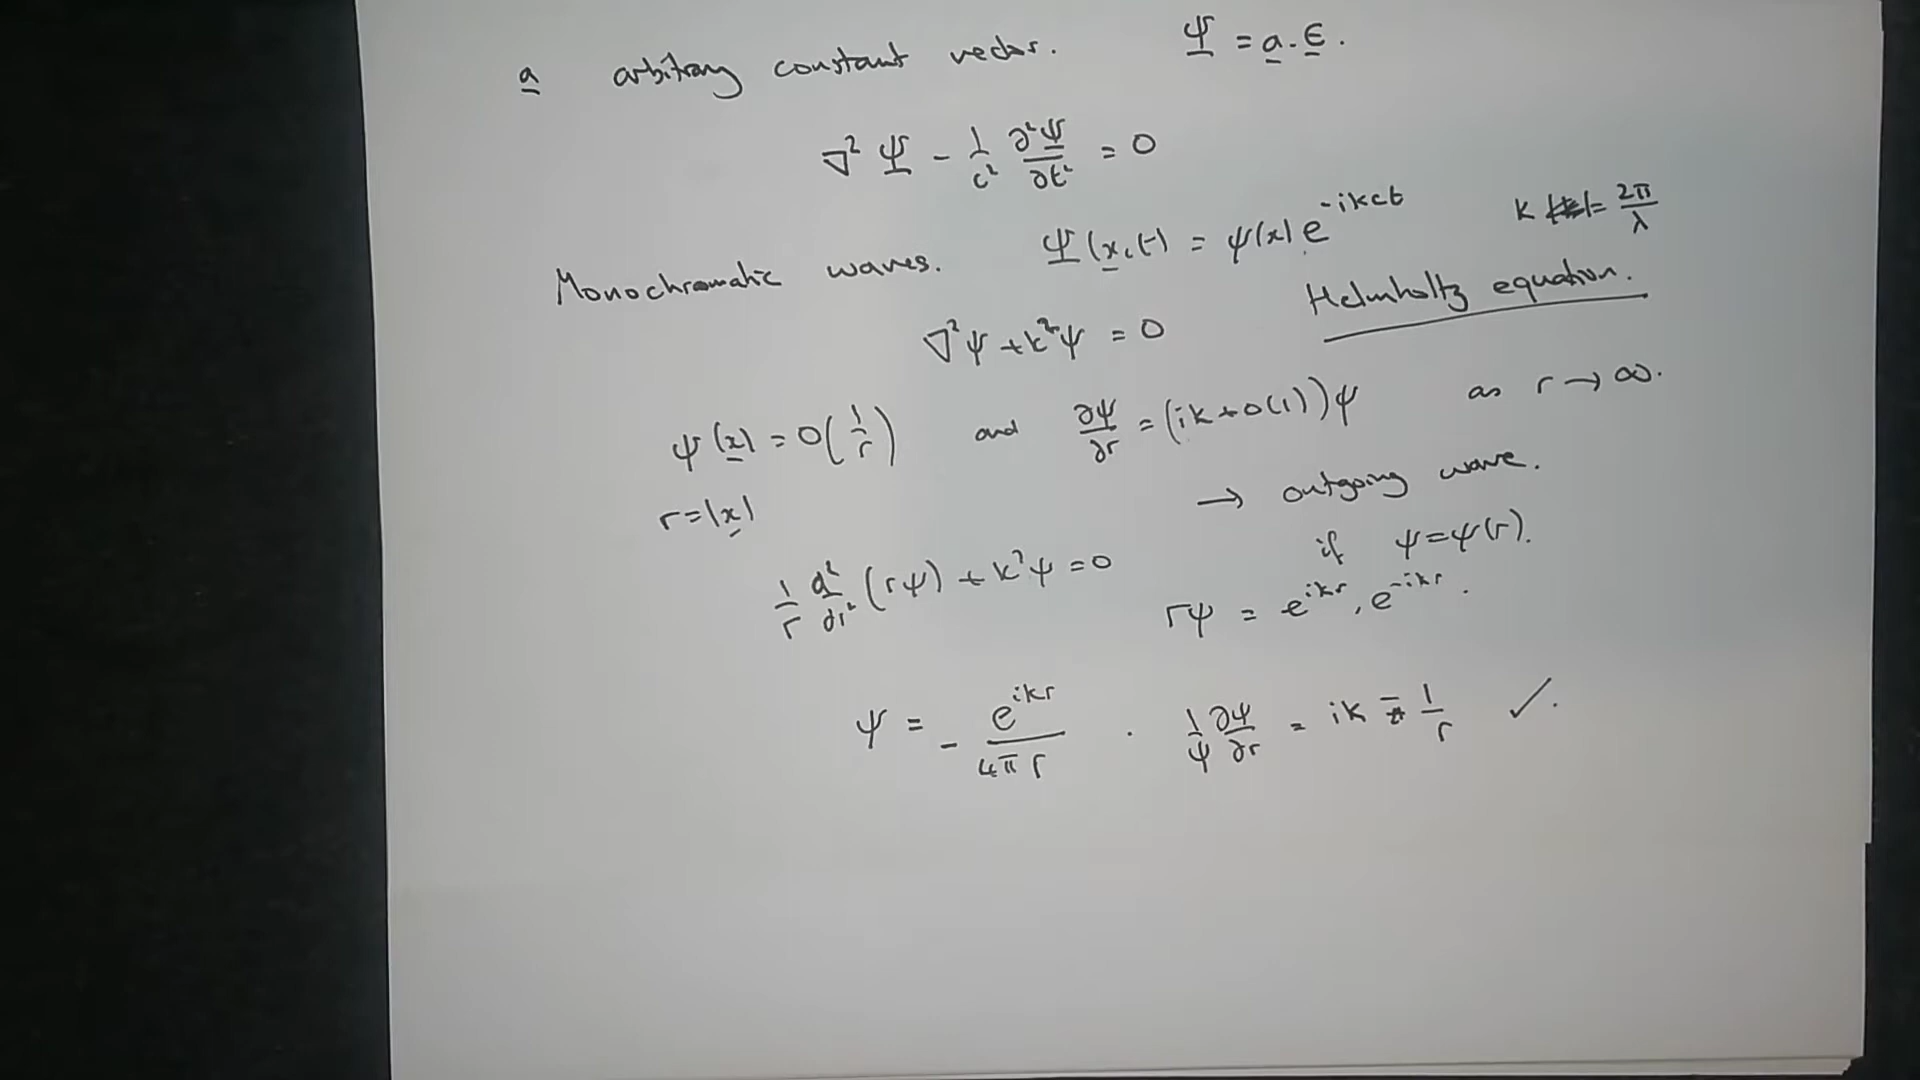 a arbitrary constant vector. Ψ = a . ε .
∇² Ψ - 1/c² ∂²Ψ/∂t² = 0
Monochromatic waves. Ψ(x,t) = ψ(x) e^{-ikct} k = 2π/λ
∇²ψ + k²ψ = 0 Helmholtz equation.
ψ(x) = O(1/r) and ∂ψ/∂r = (ik + o(1))ψ as r → ∞.
r = |x| → outgoing wave.
1/r d²/dr² (rψ) + k²ψ = 0 if ψ = ψ(r).
rψ = e^{ikr}, e^{-ikr}.
ψ = - e^{ikr}/4πr . 1/ψ ∂ψ/∂r = ik - 1/r ✓.